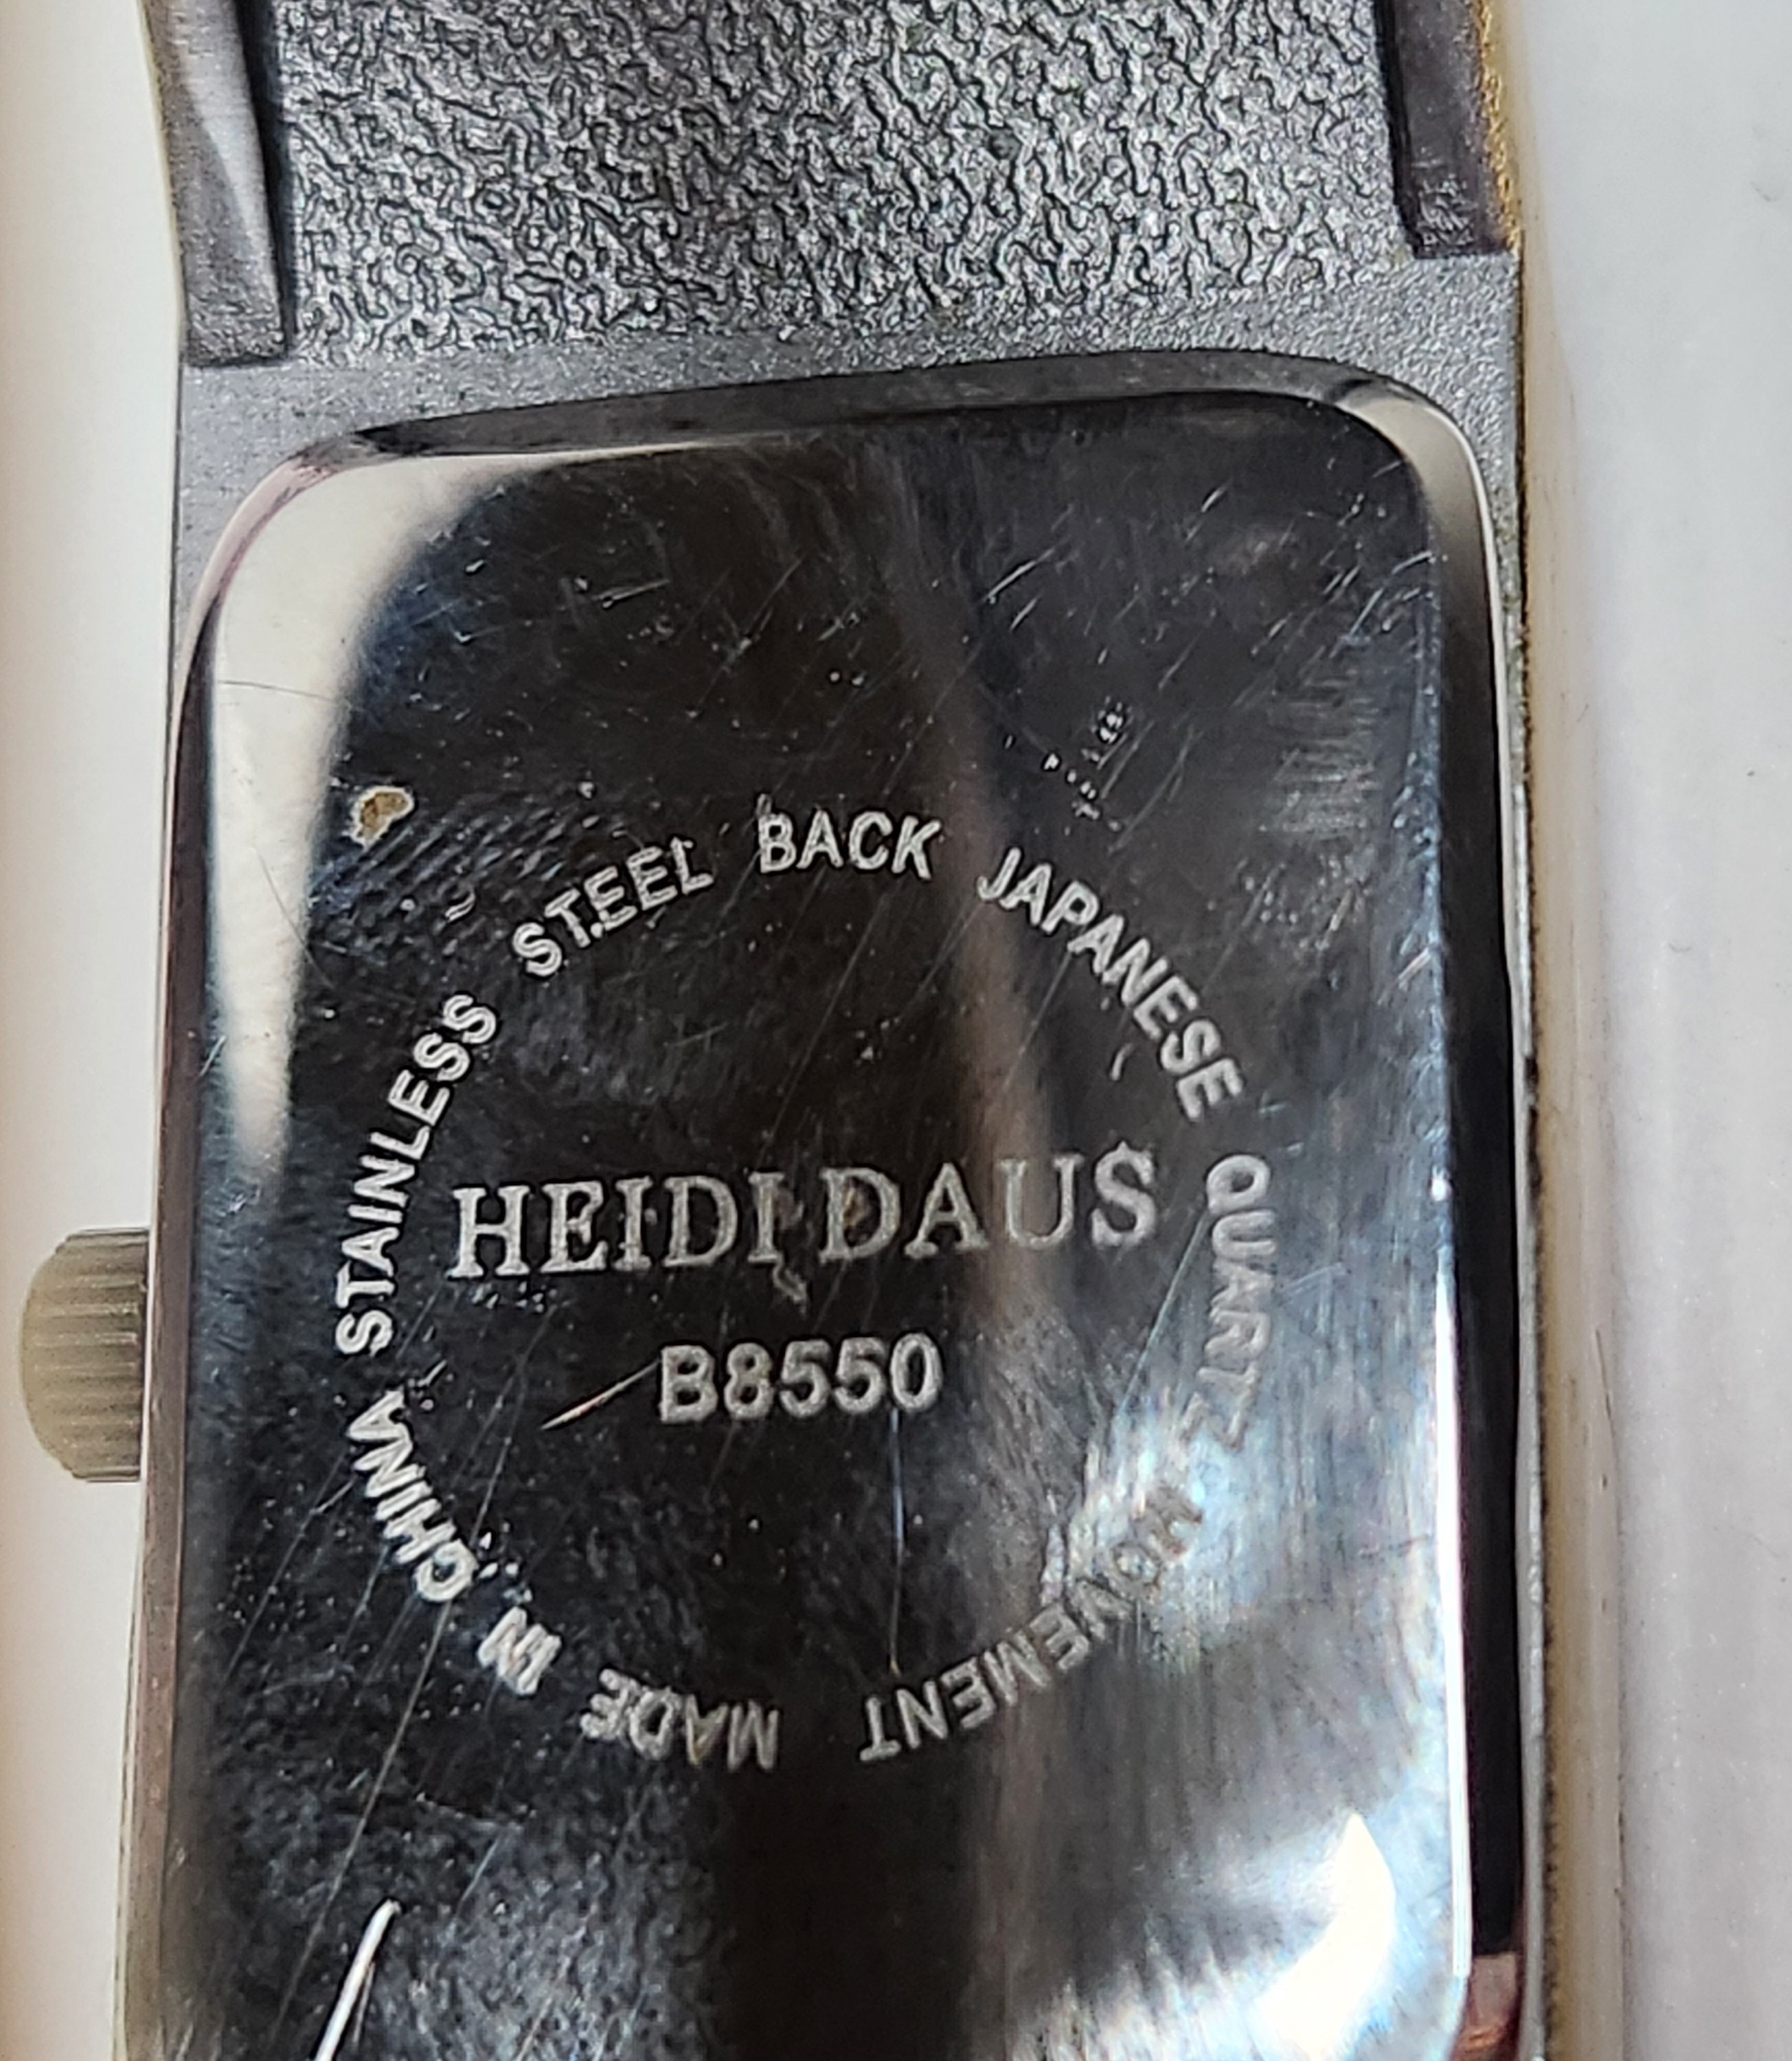 STAINLESS STEEL BACK JAPANESE QUARTZ MOVEMENT MADE IN CHINA
HEIDI DAUS
B8550